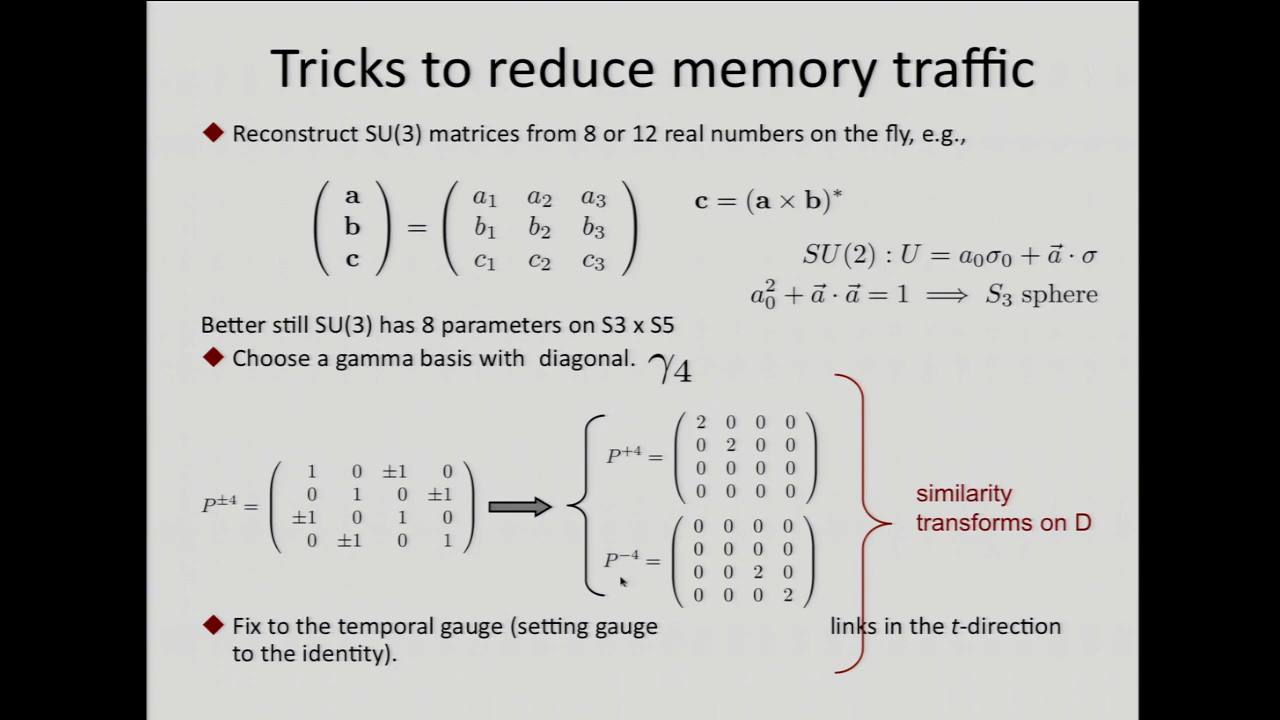 Tricks to reduce memory traffic
◆ Reconstruct SU(3) matrices from 8 or 12 real numbers on the fly, e.g.,
( a b c ) = ( a₁ a₂ a₃
b₁ b₂ b₃
c₁ c₂ c₃ )
c = (a × b)*
SU(2) : U = a₀σ₀ + a⃗ · σ
a₀² + a⃗ · a⃗ = 1 ⟹ S₃ sphere
Better still SU(3) has 8 parameters on S3 x S5
◆ Choose a gamma basis with diagonal. γ₄
P^{±4} = ( 1 0 ±1 0
0 1 0 ±1
±1 0 1 0
0 ±1 0 1 )
P^{+4} = ( 2 0 0 0
0 2 0 0
0 0 0 0
0 0 0 0 )
P^{−4} = ( 0 0 0 0
0 0 0 0
0 0 2 0
0 0 0 2 )
similarity
transforms on D
◆ Fix to the temporal gauge (setting gauge links in the t-direction
to the identity).